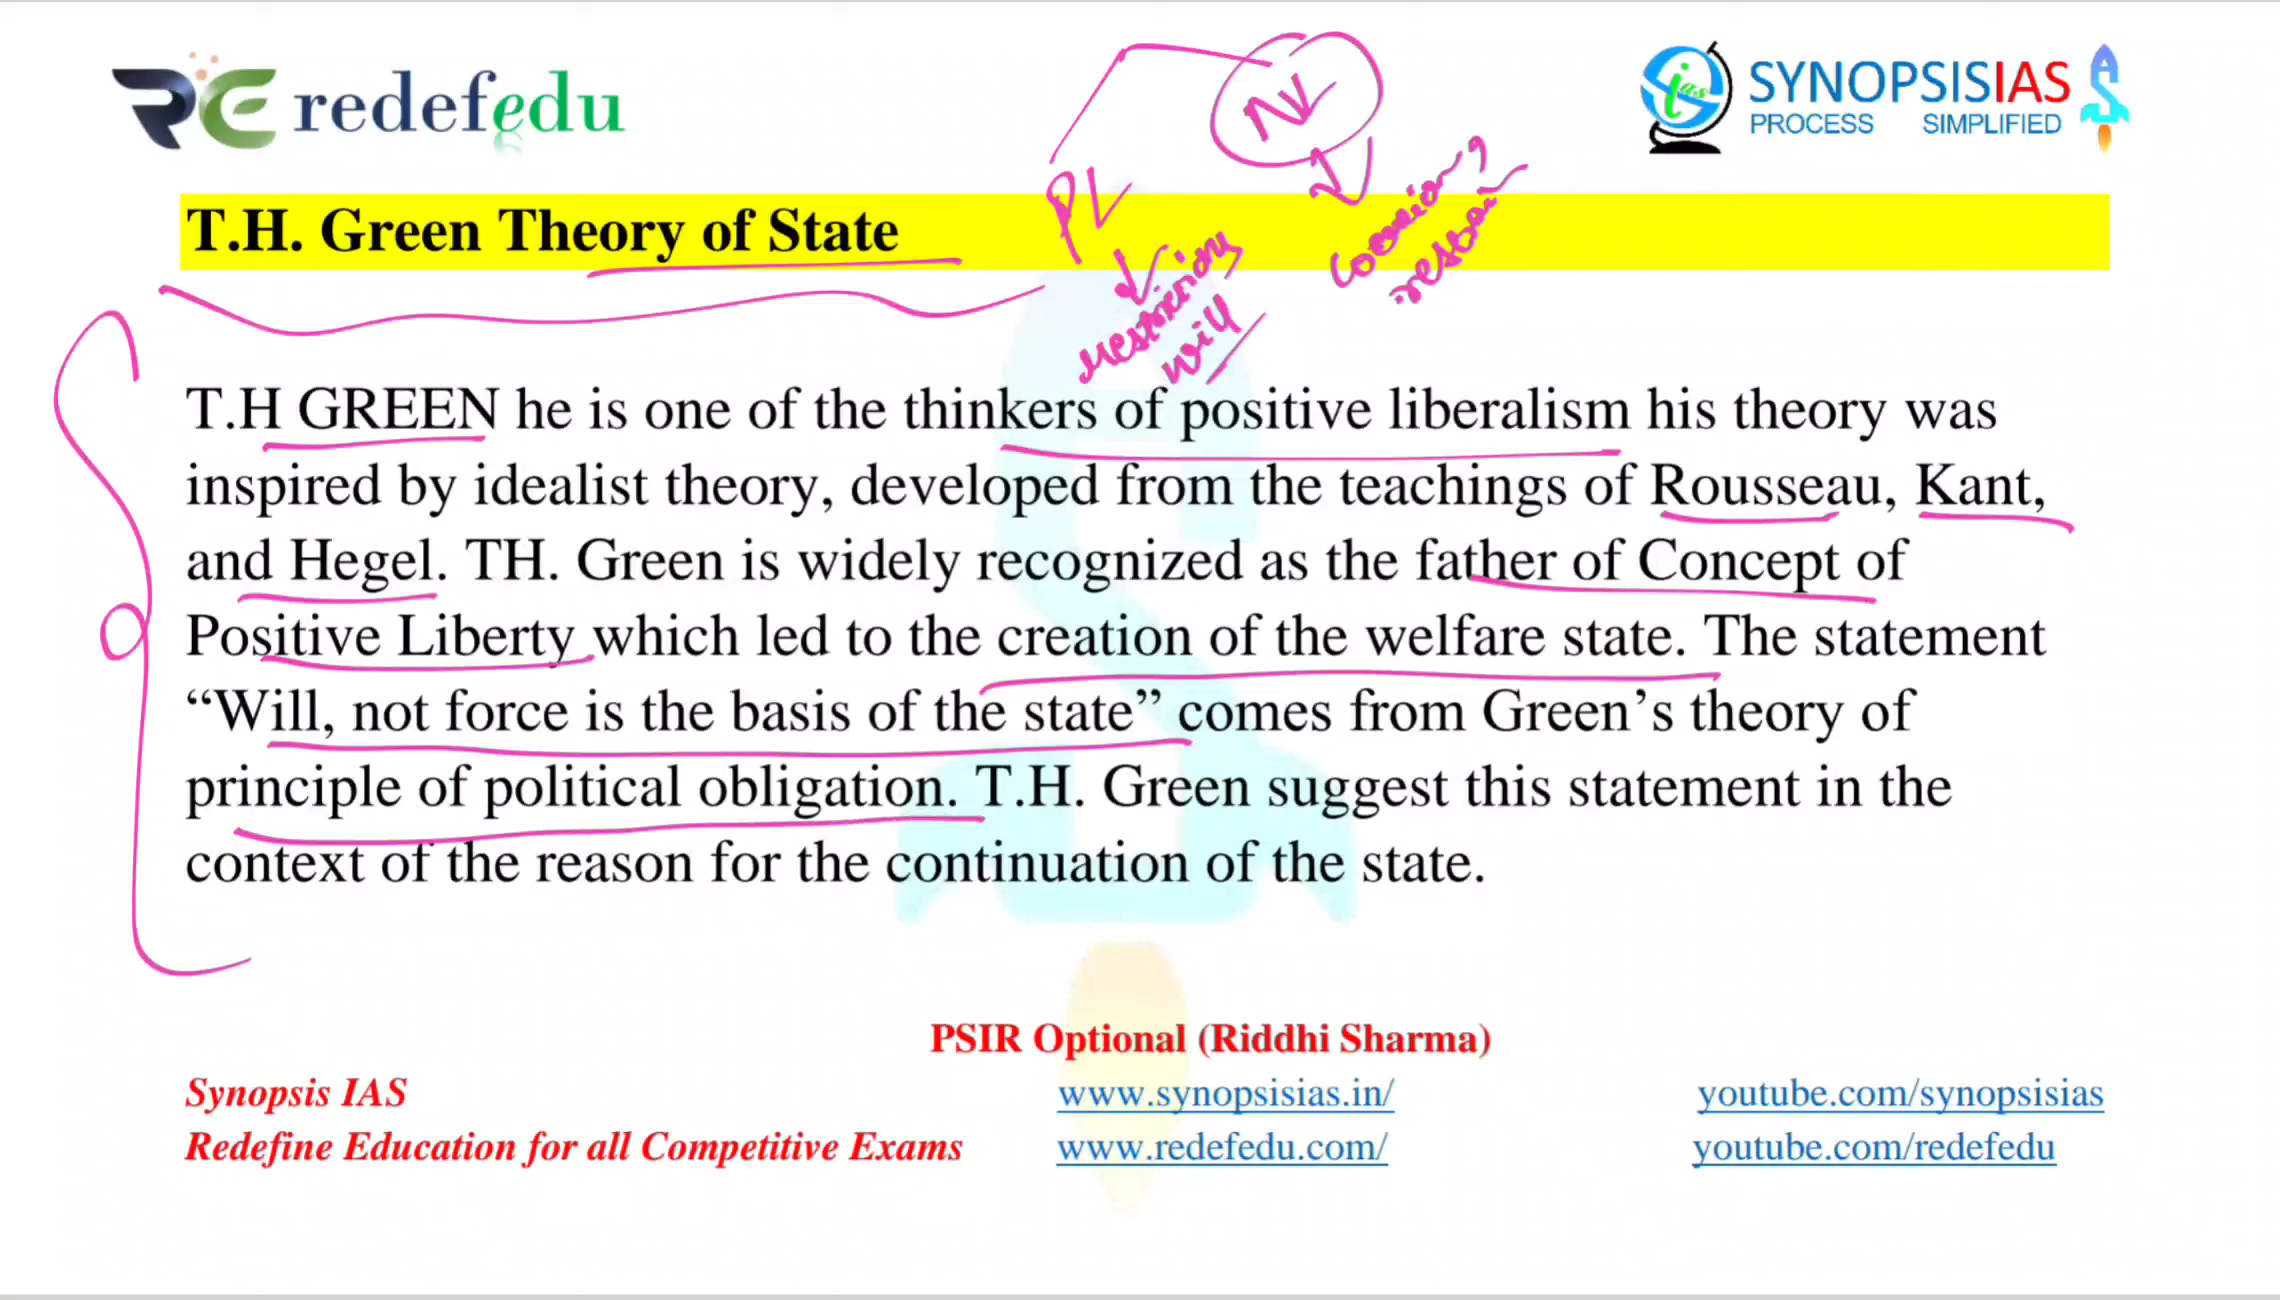 redefedu
SYNOPSISIAS
PROCESS SIMPLIFIED
ias
NL
PL
T.H. Green Theory of State
will
T.H GREEN he is one of the thinkers of positive liberalism his theory was
inspired by idealist theory, developed from the teachings of Rousseau, Kant,
and Hegel. TH. Green is widely recognized as the father of Concept of
Positive Liberty which led to the creation of the welfare state. The statement
“Will, not force is the basis of the state” comes from Green’s theory of
principle of political obligation. T.H. Green suggest this statement in the
context of the reason for the continuation of the state.
PSIR Optional (Riddhi Sharma)
Synopsis IAS www.synopsisias.in/ youtube.com/synopsisias
Redefine Education for all Competitive Exams www.redefedu.com/ youtube.com/redefedu